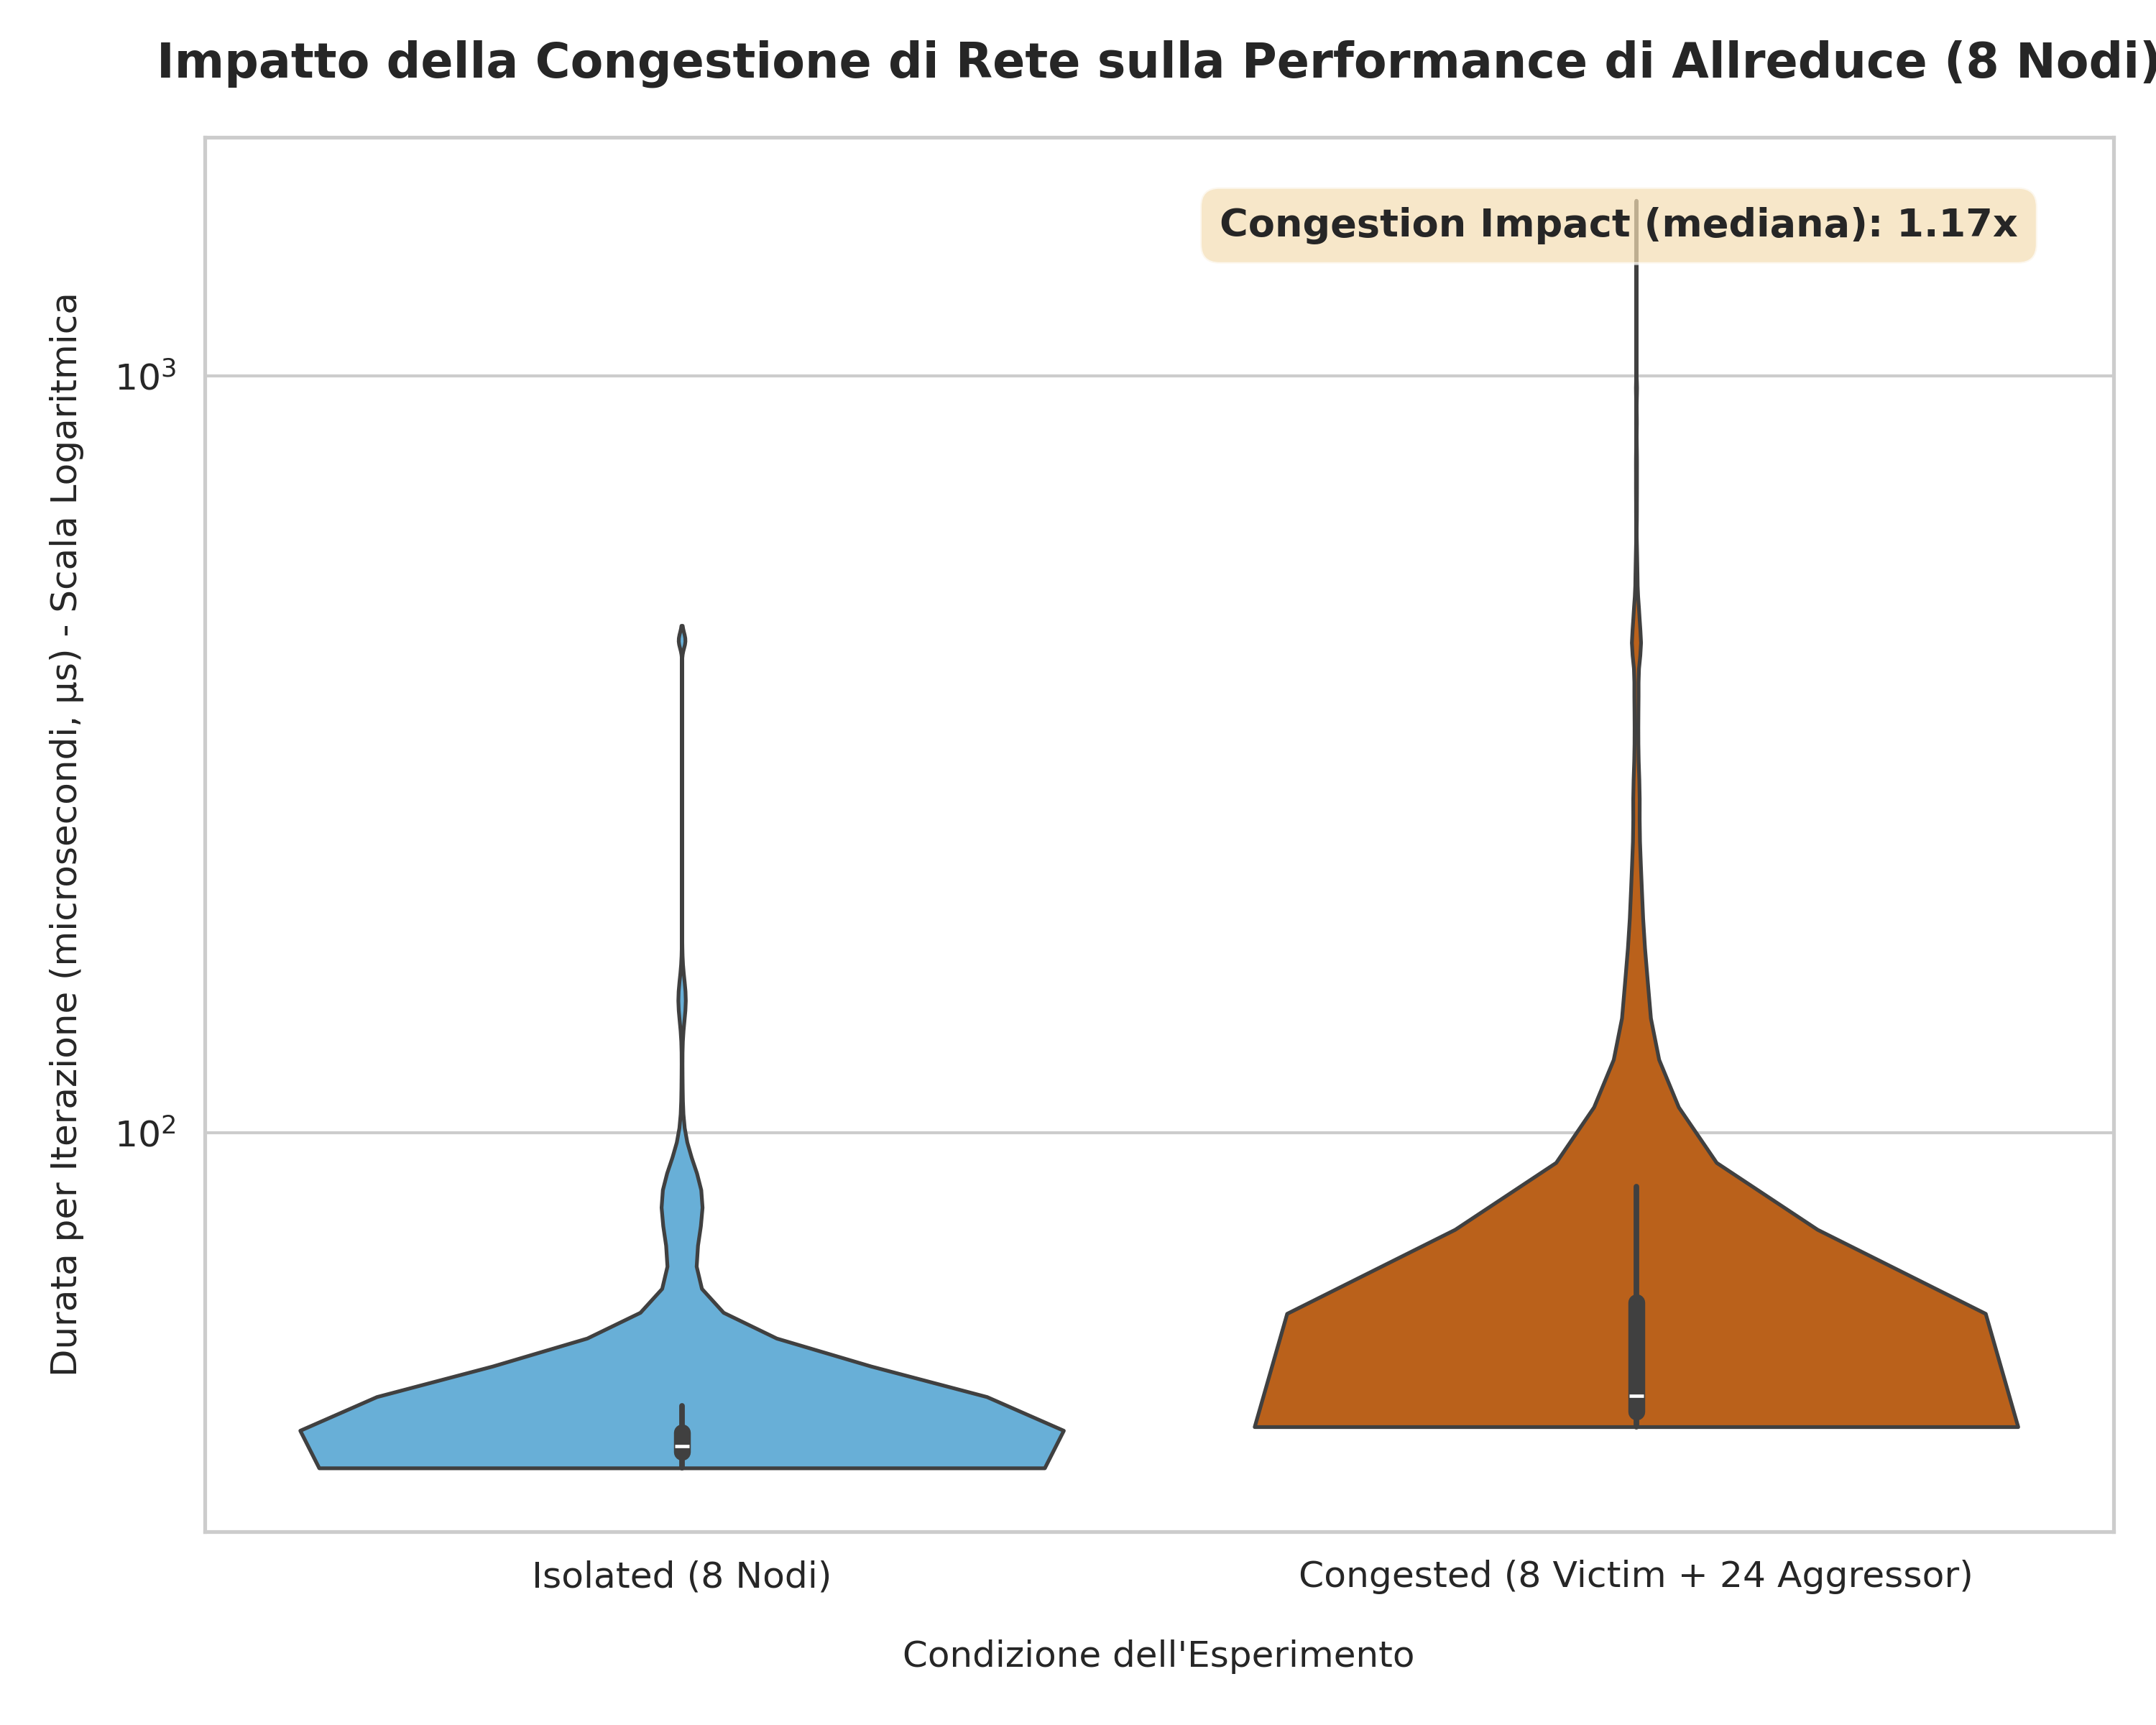 Impatto della Congestione di Rete sulla Performance di Allreduce (8 Nodi)
Congestion Impact (mediana): 1.17x
Durata per Iterazione (microsecondi, µs) - Scala Logaritmica
10³
10²
Isolated (8 Nodi)
Congested (8 Victim + 24 Aggressor)
Condizione dell'Esperimento